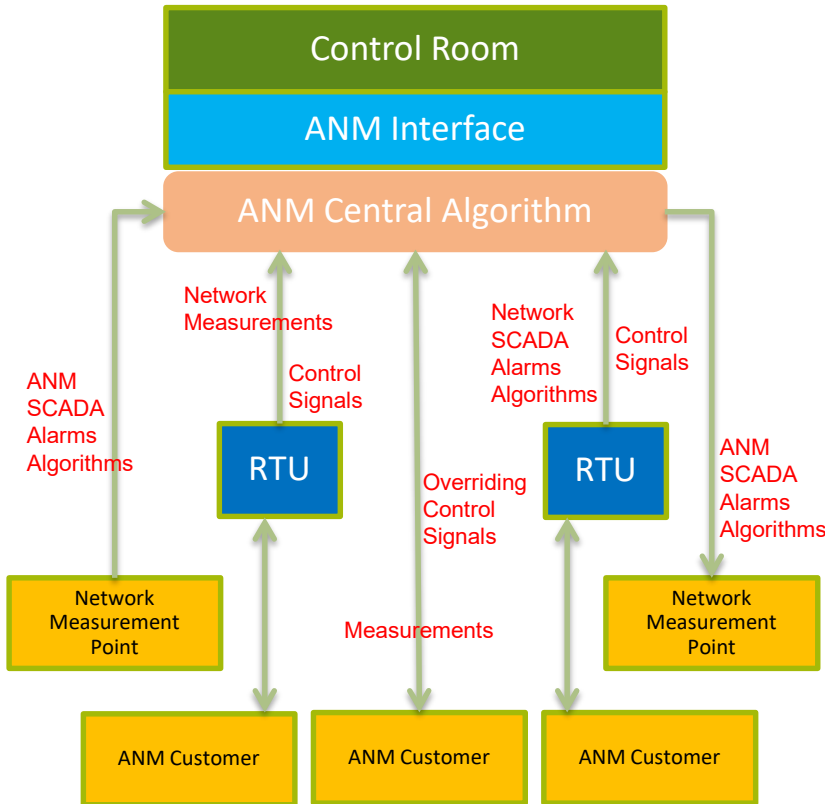 Control Room
ANM Interface
ANM Central Algorithm
Network
Measurements
Network
SCADA
Alarms
Algorithms
Control
Signals
ANM
SCADA
Alarms
Algorithms
Control
Signals
RTU
RTU
ANM
SCADA
Alarms
Algorithms
Overriding
Control
Signals
Network
Measurement
Point
Network
Measurement
Point
Measurements
ANM Customer
ANM Customer
ANM Customer